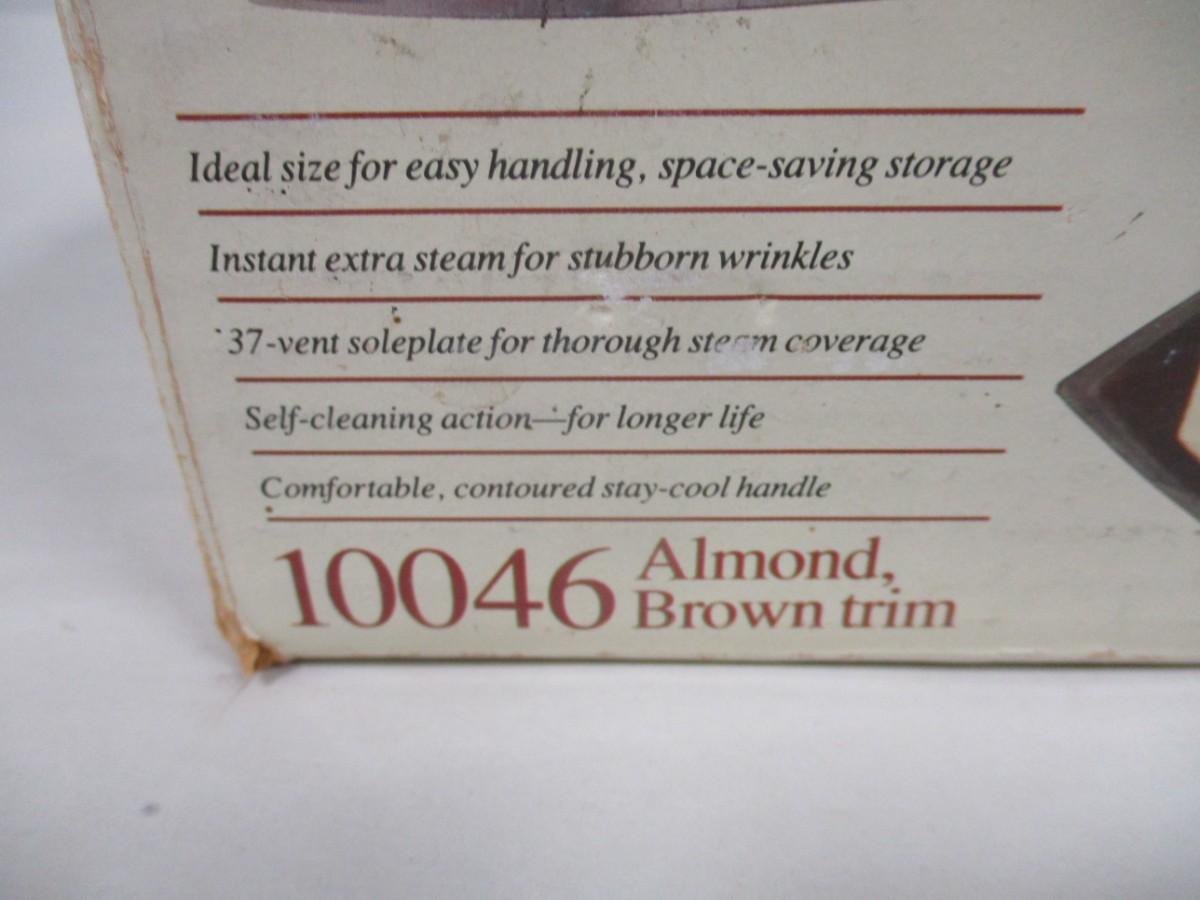 Ideal size for easy handling, space-saving storage
Instant extra steam for stubborn wrinkles
37-vent soleplate for thorough steam coverage
Self-cleaning action—for longer life
Comfortable, contoured stay-cool handle
10046 Almond,
Brown trim